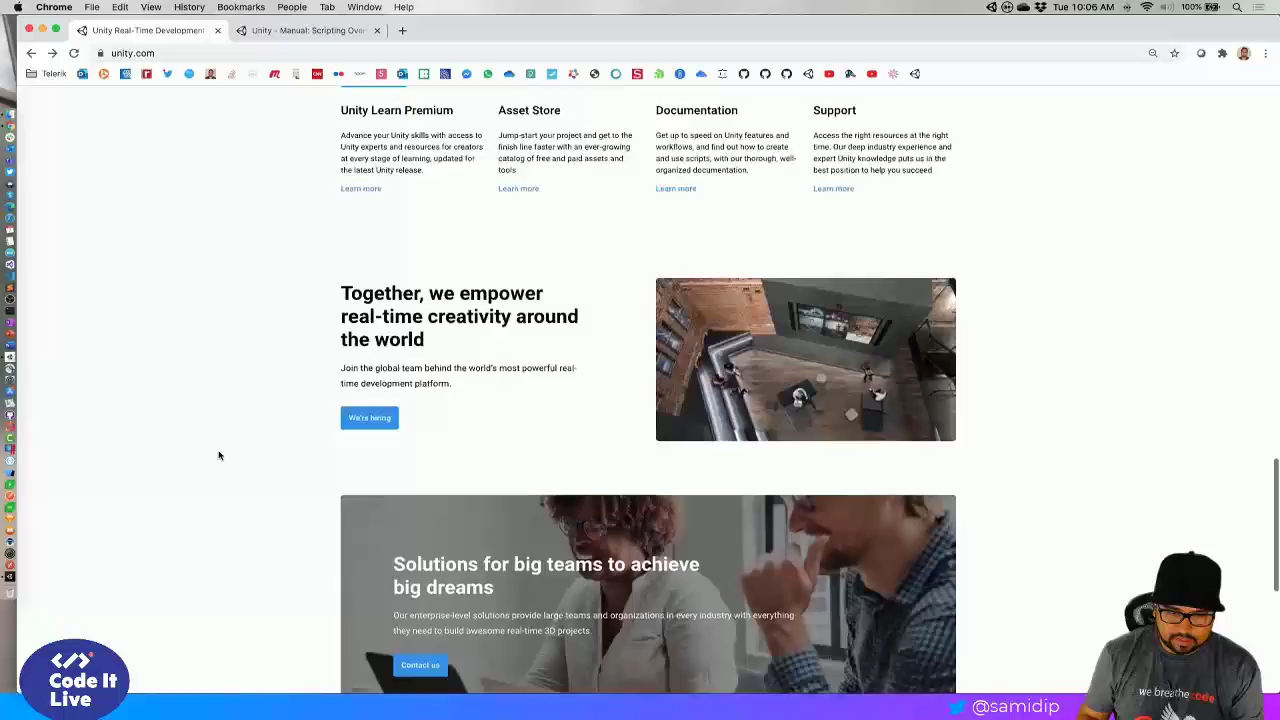 Chrome File Edit View History Bookmarks People Tab Window Help
100% Tue 10:06 AM
Unity Real-Time Development
Unity - Manual: Scripting Over
unity.com
Telerik
Unity Learn Premium
Advance your Unity skills with access to
Unity experts and resources for creators
at every stage of learning, updated for
the latest Unity release.
Learn more
Asset Store
Jump-start your project and get to the
finish line faster with an ever-growing
catalog of free and paid assets and
tools
Learn more
Documentation
Get up to speed on Unity features and
workflows, and find out how to create
and use scripts, with our thorough, well-
organized documentation.
Learn more
Support
Access the right resources at the right
time. Our deep industry experience and
expert Unity knowledge puts us in the
best position to help you succeed
Learn more
Together, we empower
real-time creativity around
the world
Join the global team behind the world's most powerful real-
time development platform.
We're hiring
Solutions for big teams to achieve
big dreams
Our enterprise-level solutions provide large teams and organizations in every industry with everything
they need to build awesome real-time 3D projects.
Contact us
</>
Code It
Live
we breathe code
@samidip